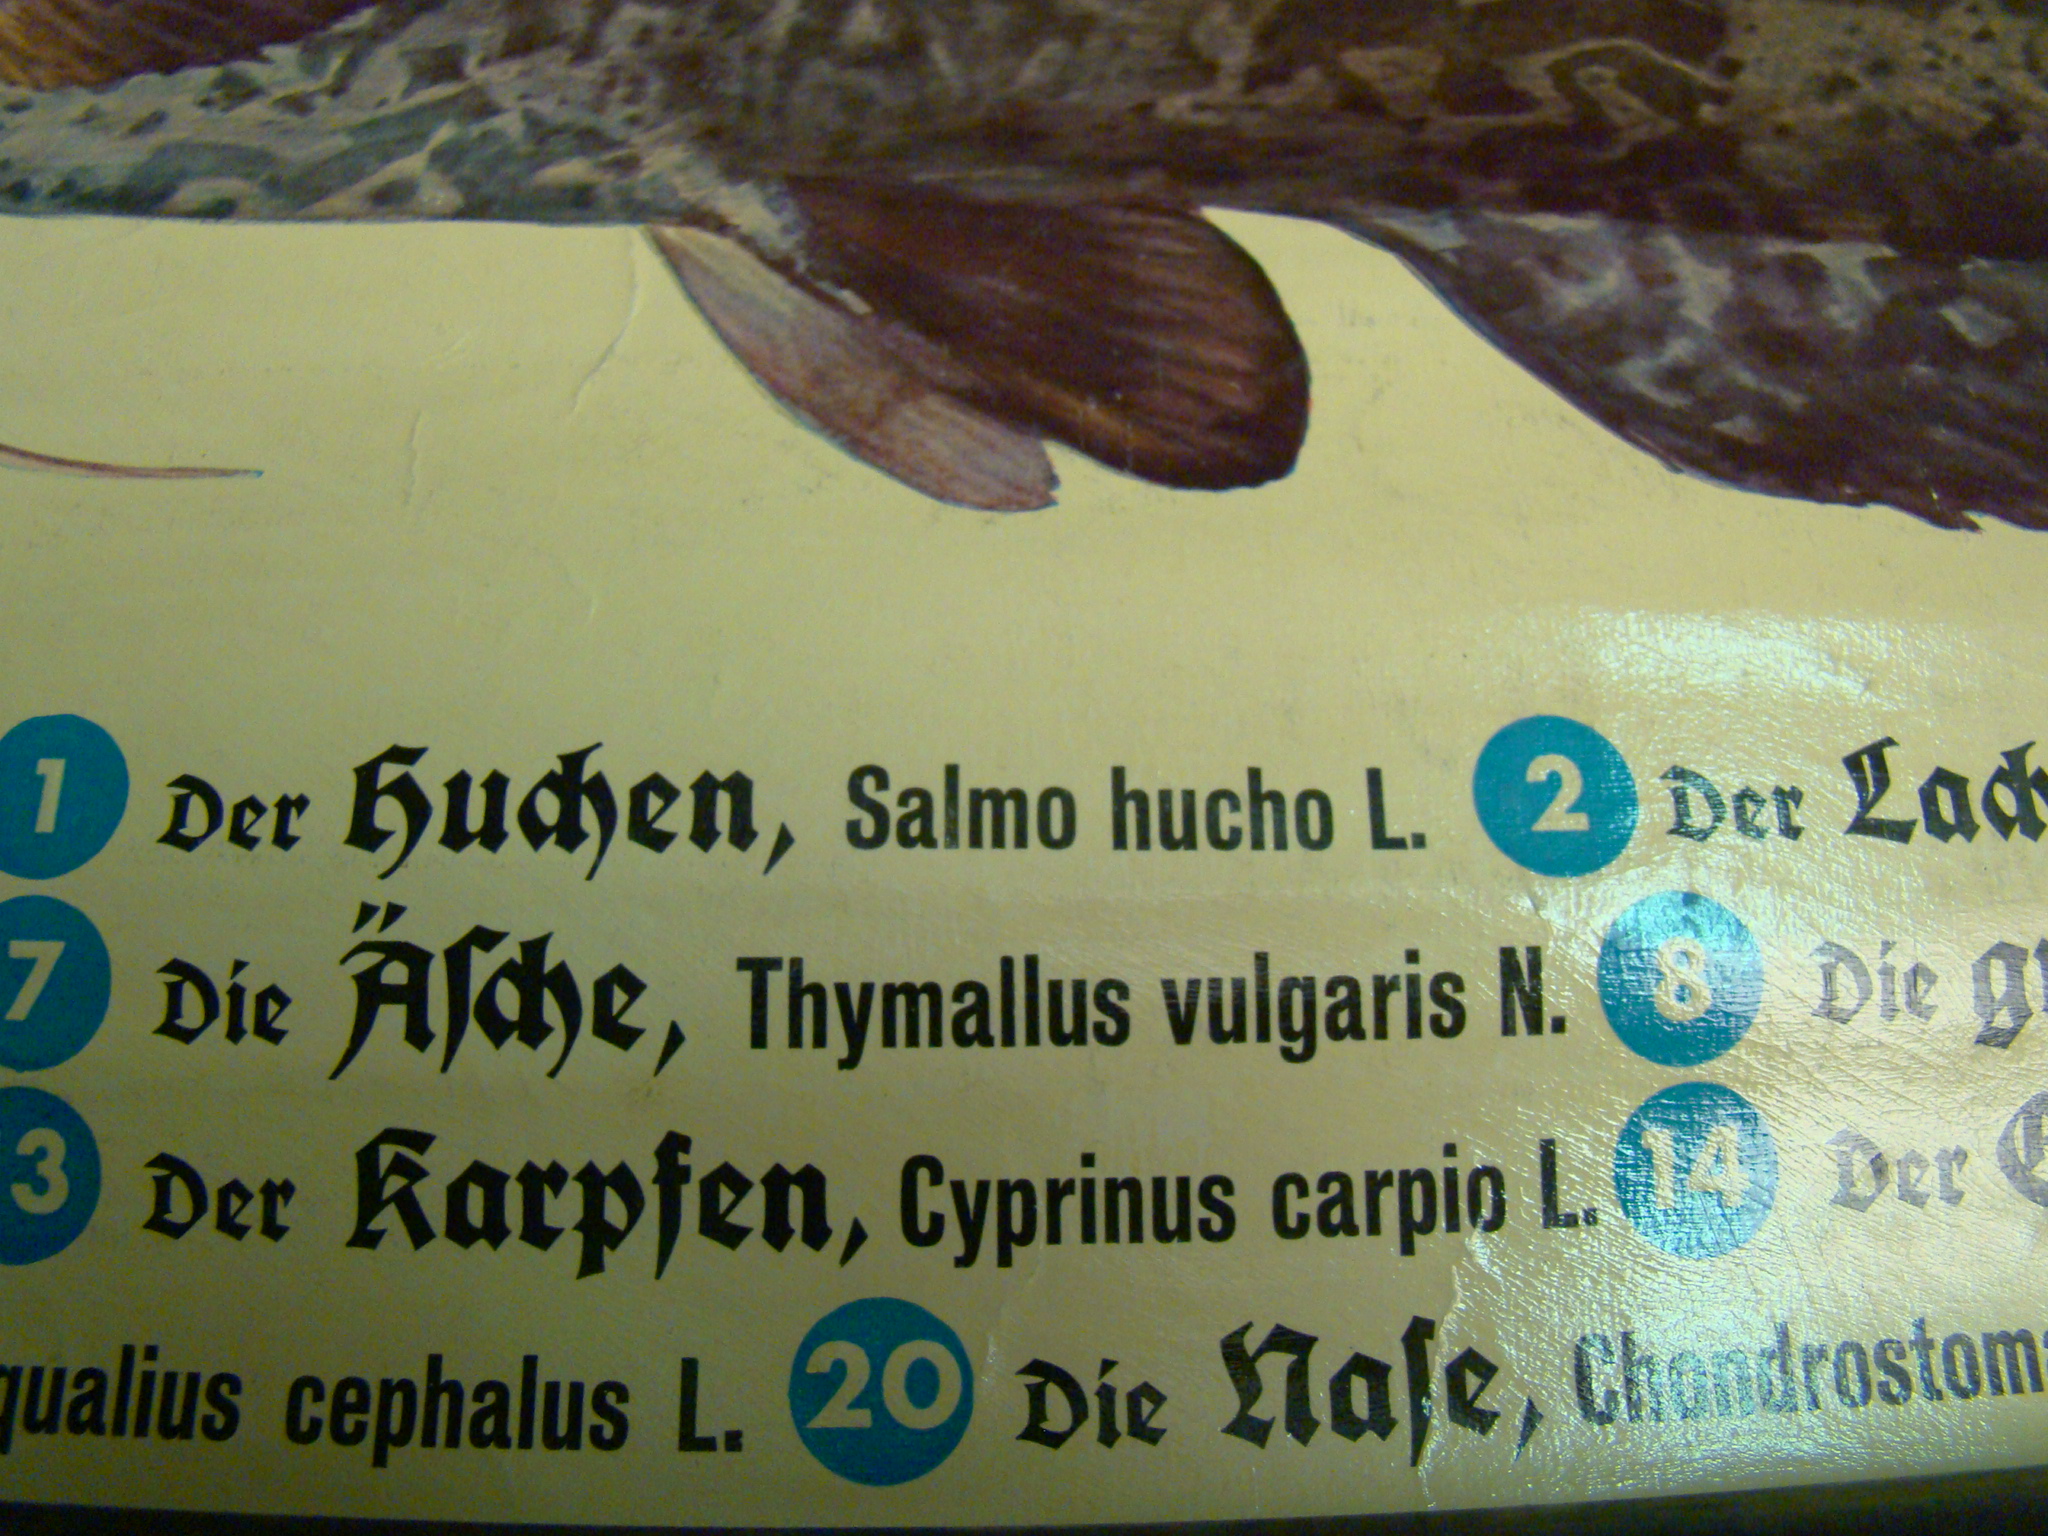 1 Der Huchen, Salmo hucho L. 2 Der Lach
7 Die Äſche, Thymallus vulgaris N. 8 Die g
3 Der Karpfen, Cyprinus carpio L. 14 Der
qualius cephalus L. 20 Die Naſe, Chondrostoma